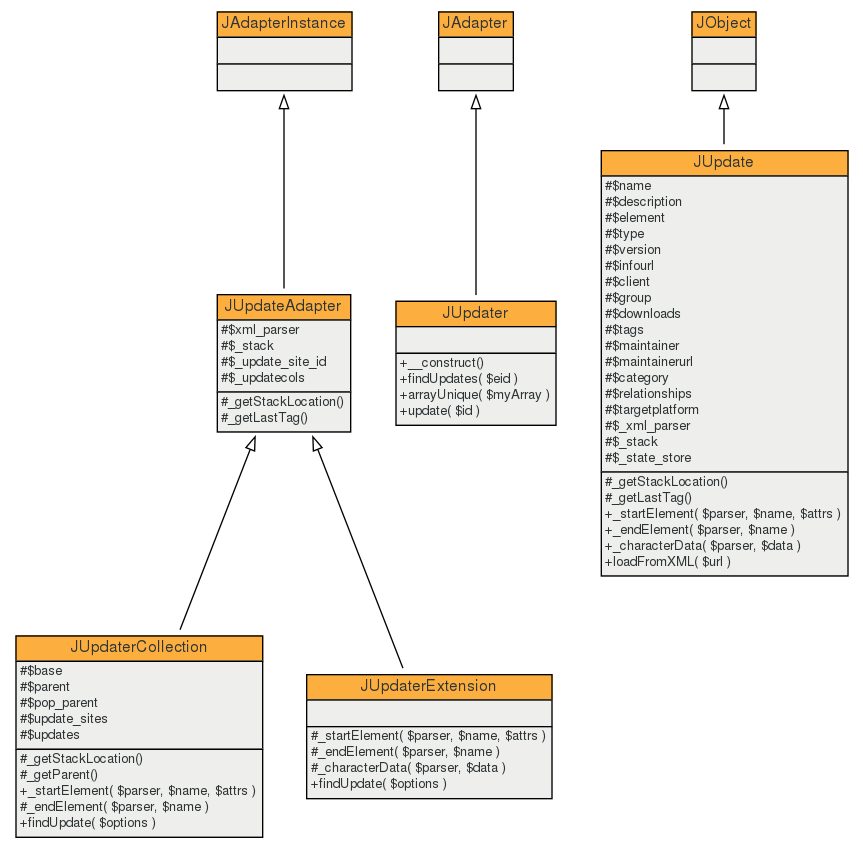 JAdapterInstance
JAdapter
JObject
JUpdate
#$name
#$description
#$element
#$type
#$version
#$infourl
#$client
#$group
#$downloads
#$tags
#$maintainer
#$maintainerurl
#$category
#$relationships
#$targetplatform
#$_xml_parser
#$_stack
#$_state_store
#_getStackLocation()
#_getLastTag()
+_startElement( $parser, $name, $attrs )
+_endElement( $parser, $name )
+_characterData( $parser, $data )
+loadFromXML( $url )
JUpdateAdapter
#$xml_parser
#$_stack
#$_update_site_id
#$_updatecols
#_getStackLocation()
#_getLastTag()
JUpdater
+__construct()
+findUpdates( $eid )
+arrayUnique( $myArray )
+update( $id )
JUpdaterCollection
#$base
#$parent
#$pop_parent
#$update_sites
#$updates
#_getStackLocation()
#_getParent()
+_startElement( $parser, $name, $attrs )
#_endElement( $parser, $name )
+findUpdate( $options )
JUpdaterExtension
#_startElement( $parser, $name, $attrs )
#_endElement( $parser, $name )
#_characterData( $parser, $data )
+findUpdate( $options )